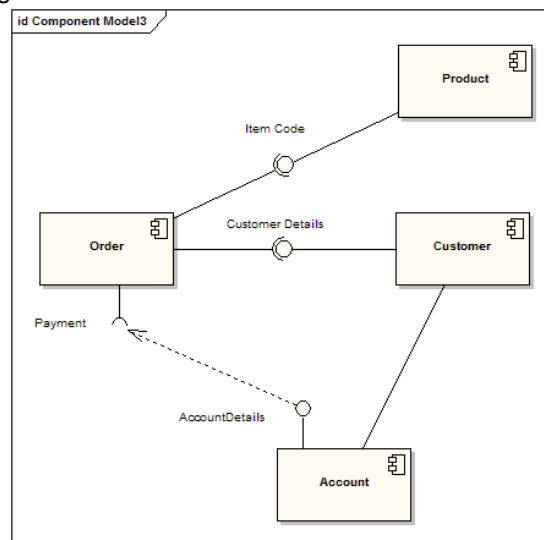 id Component Model3
Product
Item Code
Customer Details
Order
Customer
Payment
AccountDetails
Account